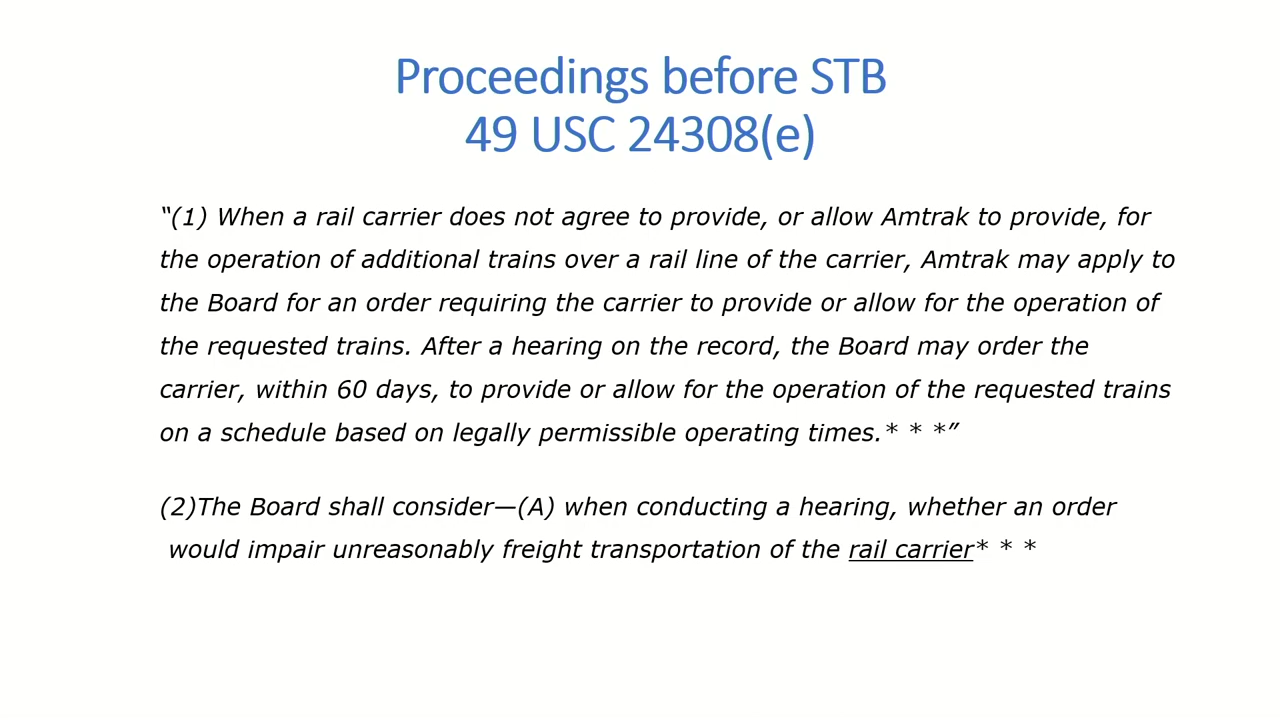 Proceedings before STB
49 USC 24308(e)
“(1) When a rail carrier does not agree to provide, or allow Amtrak to provide, for
the operation of additional trains over a rail line of the carrier, Amtrak may apply to
the Board for an order requiring the carrier to provide or allow for the operation of
the requested trains. After a hearing on the record, the Board may order the
carrier, within 60 days, to provide or allow for the operation of the requested trains
on a schedule based on legally permissible operating times.* * *”
(2)The Board shall consider—(A) when conducting a hearing, whether an order
would impair unreasonably freight transportation of the rail carrier* * *